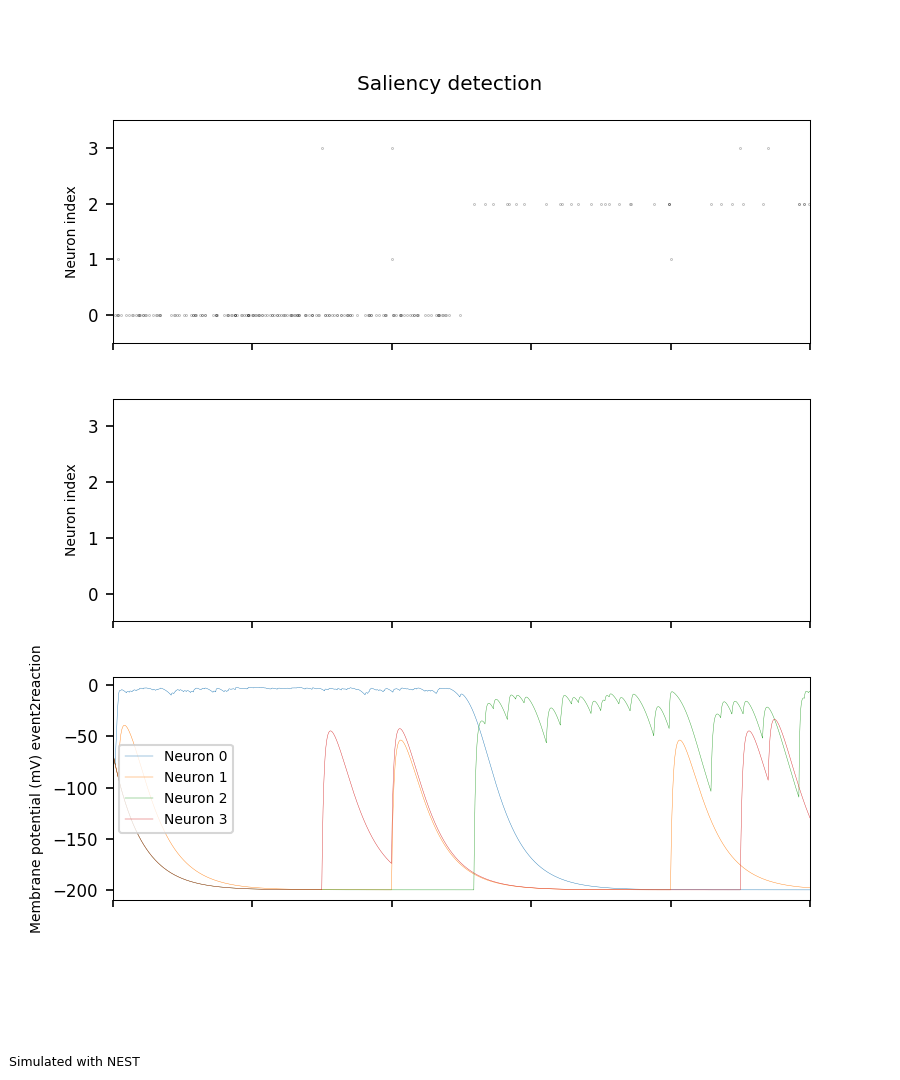 Saliency detection
3
2
1
0
Neuron index
3
2
1
0
Neuron index
0
−50
−100
−150
−200
Membrane potential (mV) event2reaction
Neuron 0
Neuron 1
Neuron 2
Neuron 3
Simulated with NEST